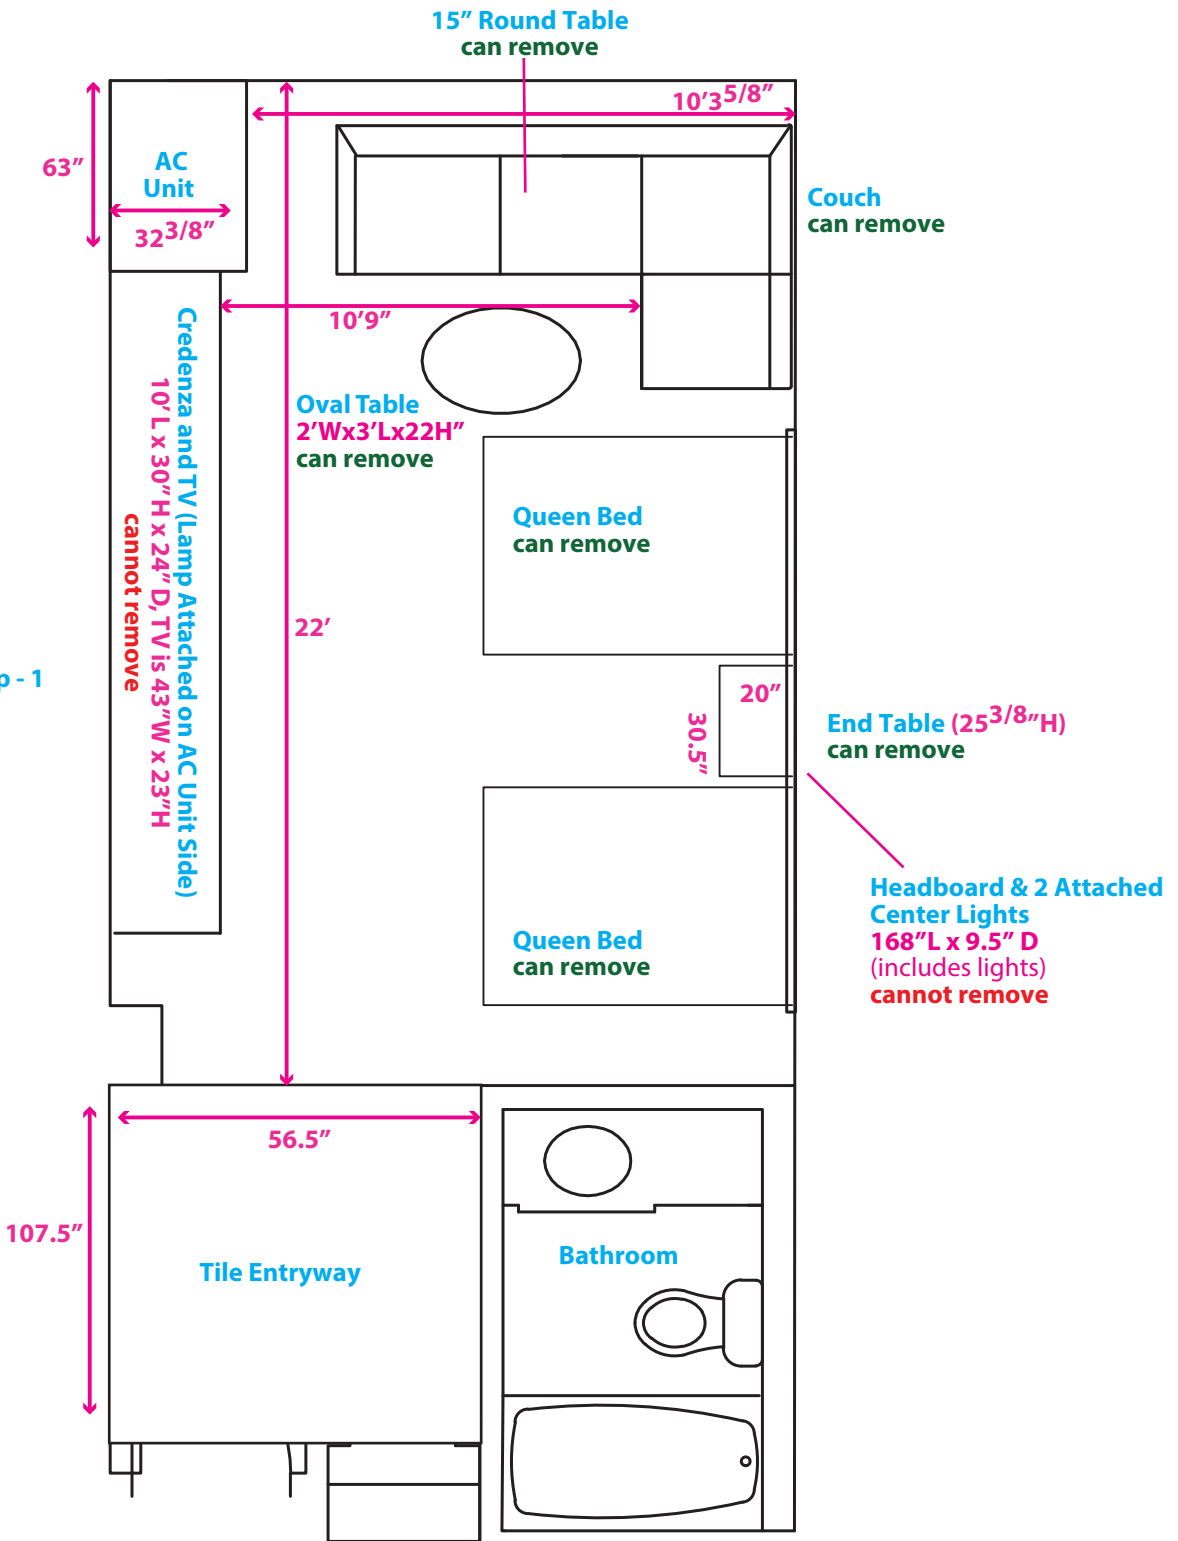 15” Round Table
can remove
10’3 5/8”
63”
AC
Unit
32 3/8”
Couch
can remove
10’9”
Credenza and TV (Lamp Attached on AC Unit Side)
10’ L x 30”H x 24” D, TV is 43”W x 23”H
cannot remove
Oval Table
2’Wx3’Lx22H”
can remove
Queen Bed
can remove
22’
p - 1
20”
30.5”
End Table (25 3/8”H)
can remove
Headboard & 2 Attached
Center Lights
168”L x 9.5” D
(includes lights)
cannot remove
Queen Bed
can remove
56.5”
107.5”
Tile Entryway
Bathroom